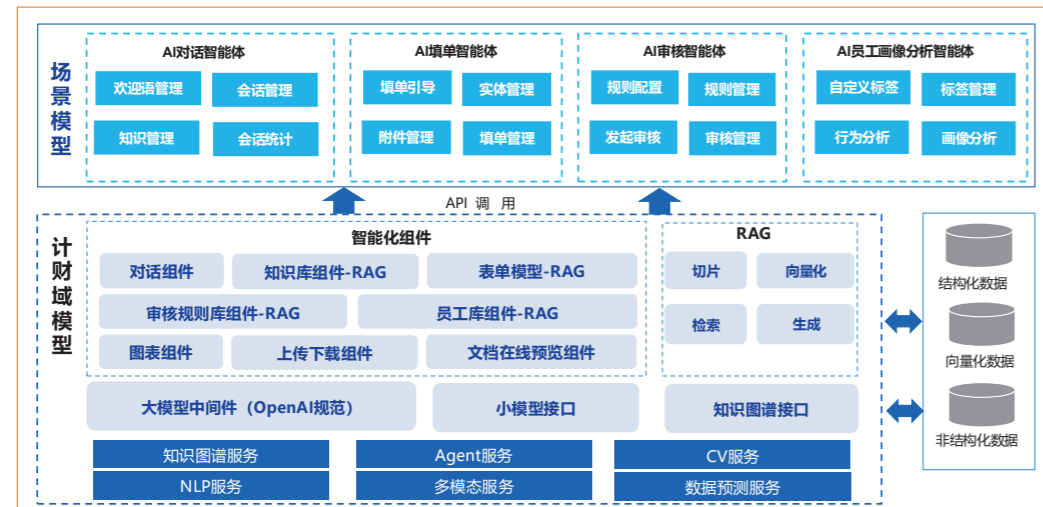 场景模型
AI对话智能体
欢迎语管理
会话管理
知识管理
会话统计
AI填单智能体
填单引导
实体管理
附件管理
填单管理
AI审核智能体
规则配置
规则管理
发起审核
审核管理
AI员工画像分析智能体
自定义标签
标签管理
行为分析
画像分析
API 调 用
计财域模型
智能化组件
对话组件
知识库组件-RAG
表单模型-RAG
审核规则库组件-RAG
员工库组件-RAG
图表组件
上传下载组件
文档在线预览组件
RAG
切片
向量化
检索
生成
大模型中间件（OpenAI规范）
小模型接口
知识图谱接口
知识图谱服务
Agent服务
CV服务
NLP服务
多模态服务
数据预测服务
结构化数据
向量化数据
非结构化数据